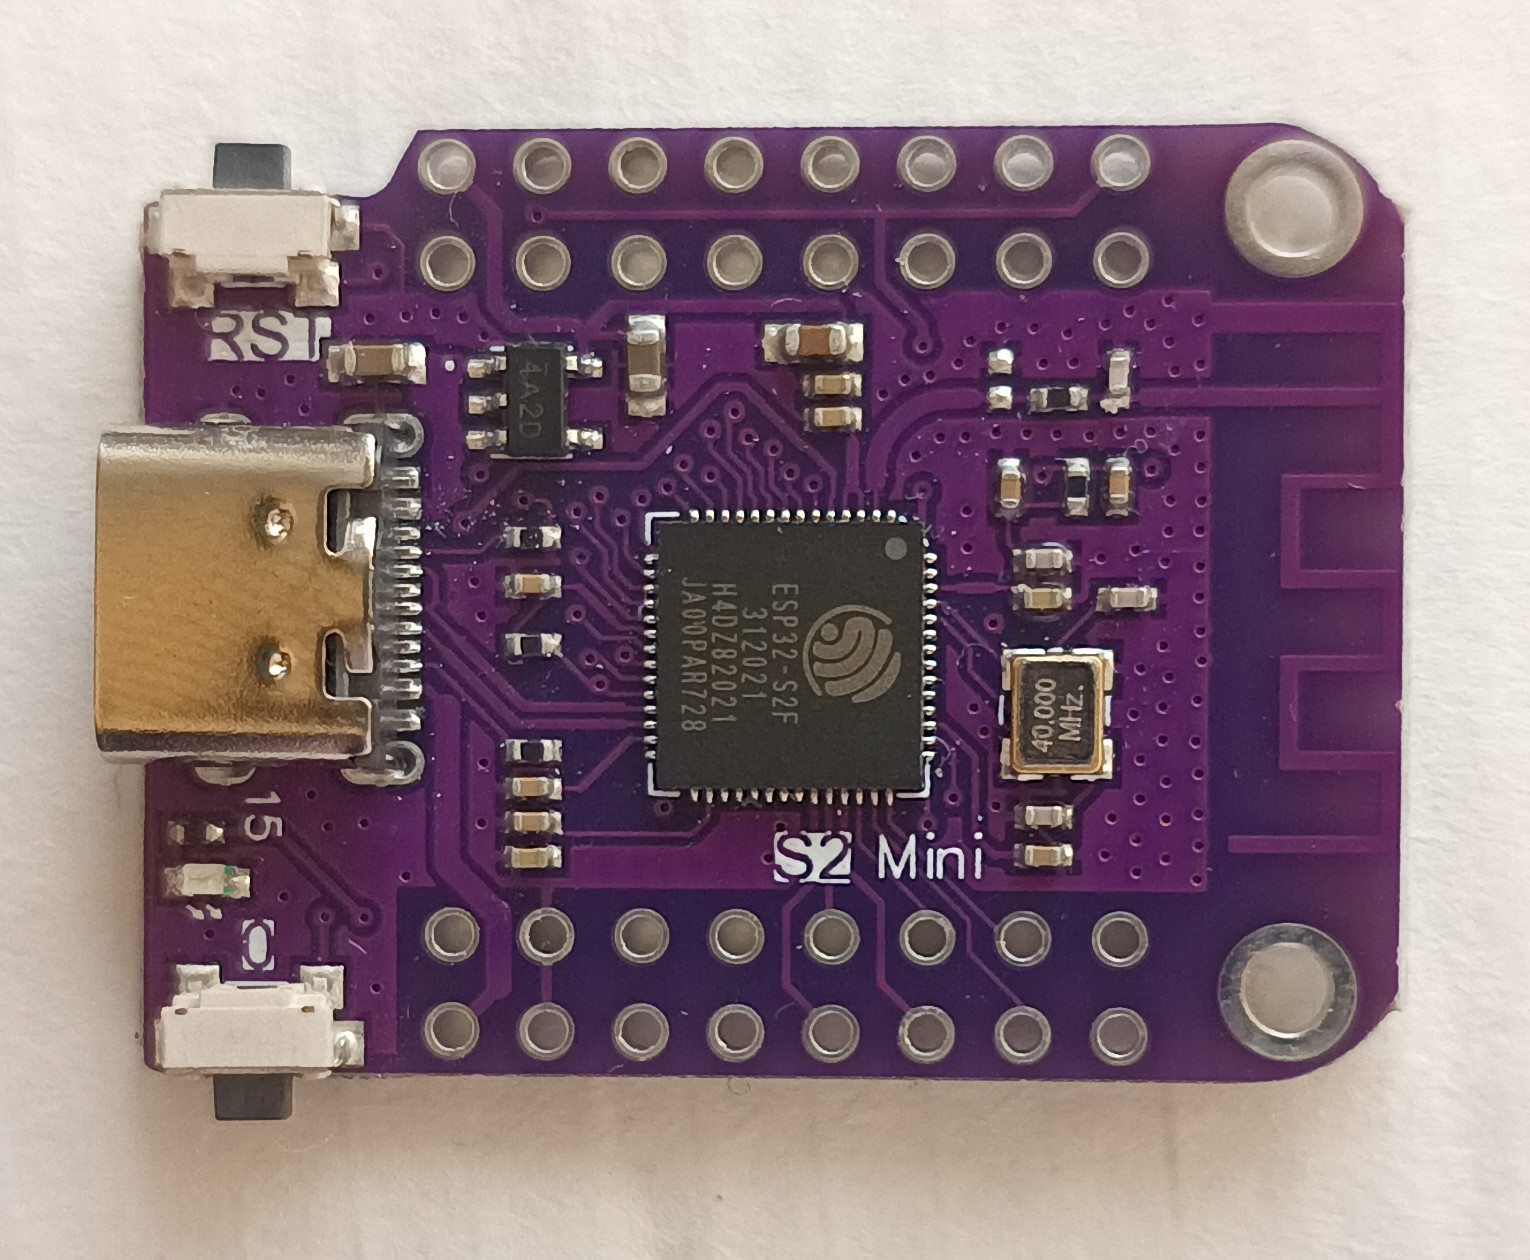 RST
4A2D
ESP32-S2F
312021
H4DZ82021
JA00PAR728
40.000
MHz.
15
S2 Mini
0